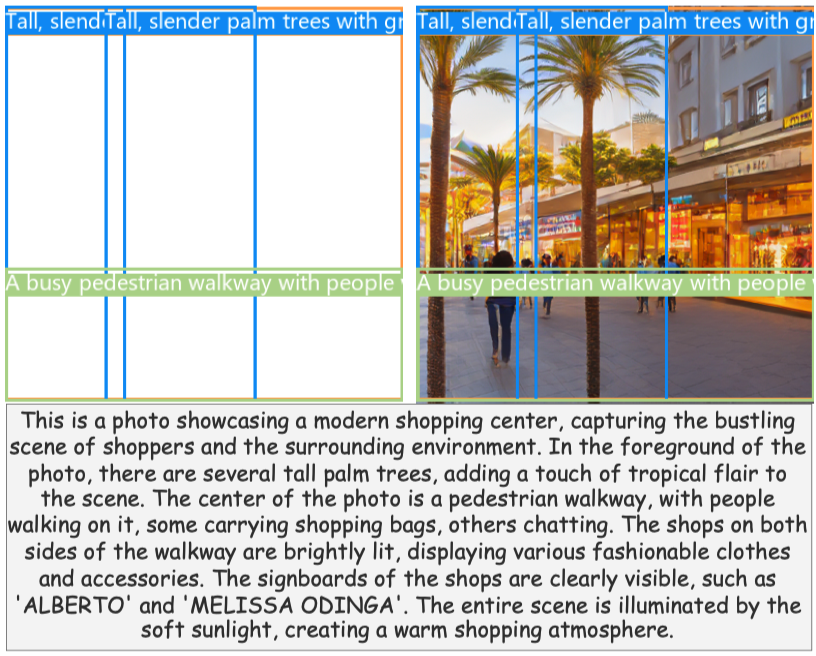 Tall, slend Tall, slender palm trees with gr
Tall, slend Tall, slender palm trees with gr
A busy pedestrian walkway with people
A busy pedestrian walkway with people
This is a photo showcasing a modern shopping center, capturing the bustling
scene of shoppers and the surrounding environment. In the foreground of the
photo, there are several tall palm trees, adding a touch of tropical flair to
the scene. The center of the photo is a pedestrian walkway, with people
walking on it, some carrying shopping bags, others chatting. The shops on both
sides of the walkway are brightly lit, displaying various fashionable clothes
and accessories. The signboards of the shops are clearly visible, such as
'ALBERTO' and 'MELISSA ODINGA'. The entire scene is illuminated by the
soft sunlight, creating a warm shopping atmosphere.